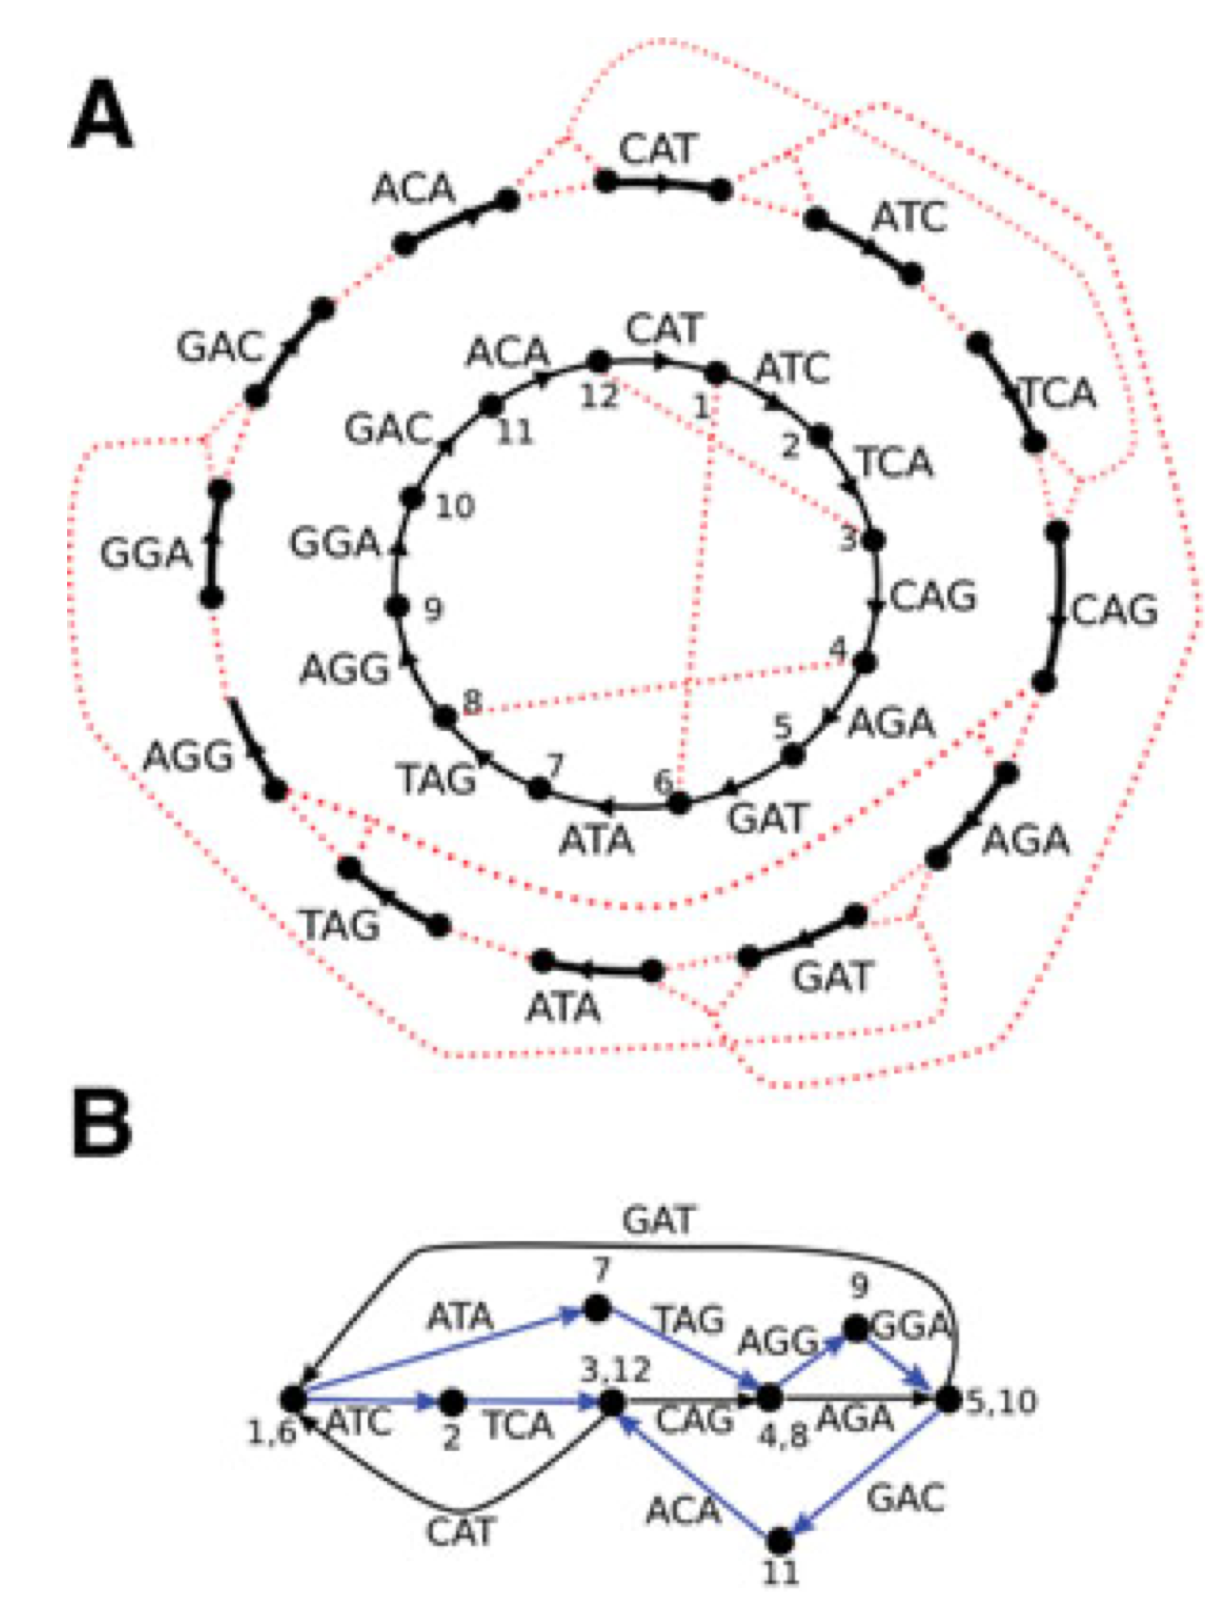 A
CAT
ACA
ATC
GAC
TCA
GGA
CAG
AGG
AGA
TAG
GAT
ATA
CAT
ACA
ATC
12
1
GAC
11
2
TCA
10
GGA
3
9
CAG
AGG
4
8
AGA
5
TAG
7
6
GAT
ATA
B
GAT
7
9
ATA
TAG
AGG
GGA
3,12
5,10
1,6
ATC
2
TCA
CAG
4,8
AGA
GAC
ACA
CAT
11